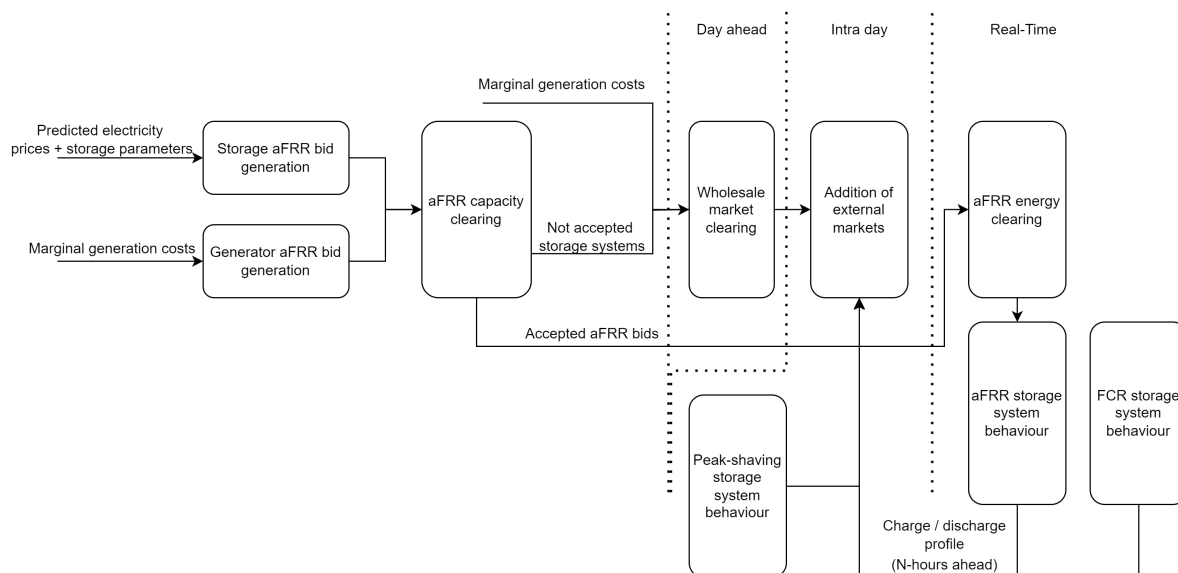 Day ahead
Intra day
Real-Time
Marginal generation costs
Predicted electricity
prices + storage parameters
Storage aFRR bid
generation
aFRR capacity
clearing
Wholesale
market
clearing
Addition of
external
markets
aFRR energy
clearing
Not accepted
storage systems
Marginal generation costs
Generator aFRR bid
generation
Accepted aFRR bids
aFRR storage
system
behaviour
FCR storage
system
behaviour
Peak-shaving
storage
system
behaviour
Charge / discharge
profile
(N-hours ahead)